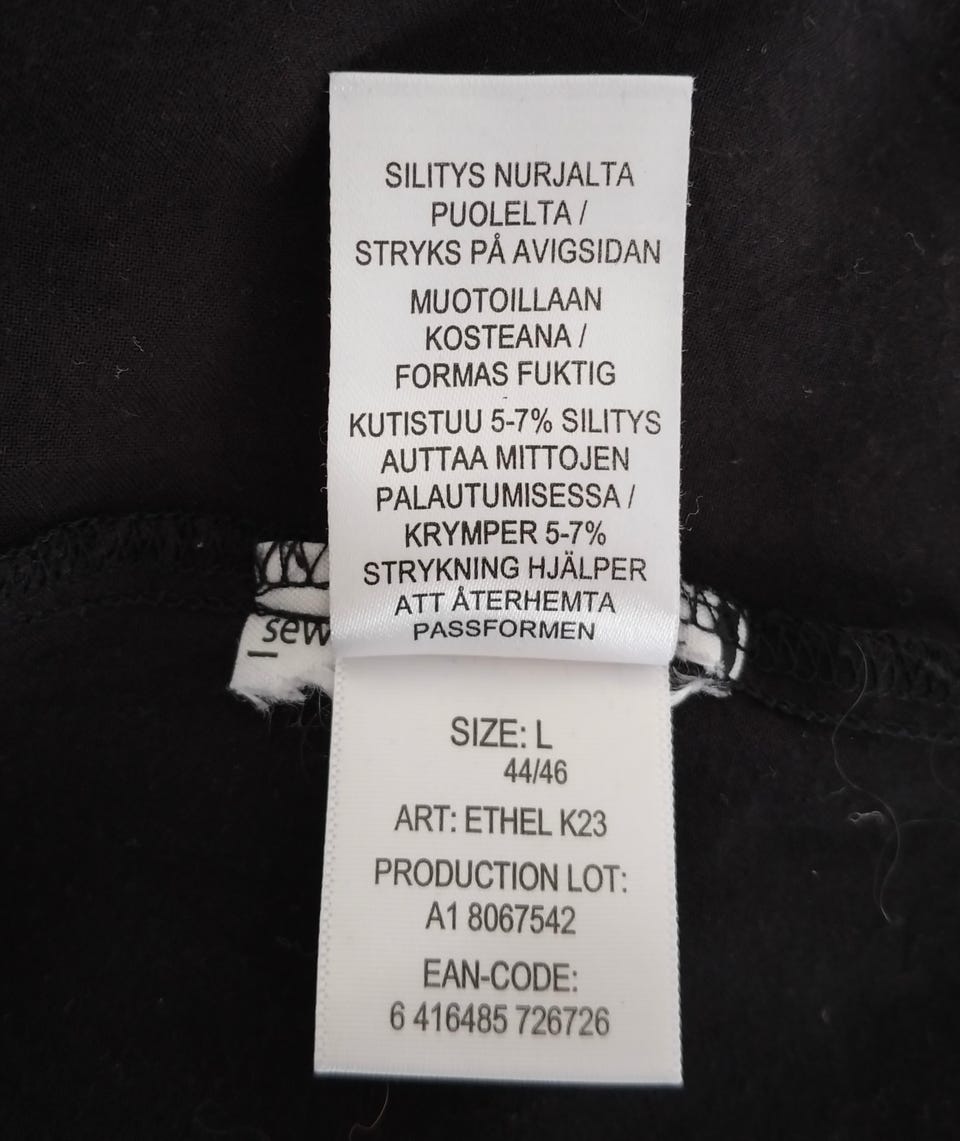 SILITYS NURJALTA
PUOLELTA /
STRYKS PÅ AVIGSIDAN
MUOTOILLAAN
KOSTEANA /
FORMAS FUKTIG
KUTISTUU 5-7% SILITYS
AUTTAA MITTOJEN
PALAUTUMISESSA /
KRYMPER 5-7%
STRYKNING HJÄLPER
ATT ÅTERHEMTA
PASSFORMEN
sew
SIZE: L
44/46
ART: ETHEL K23
PRODUCTION LOT:
A1 8067542
EAN-CODE:
6 416485 726726